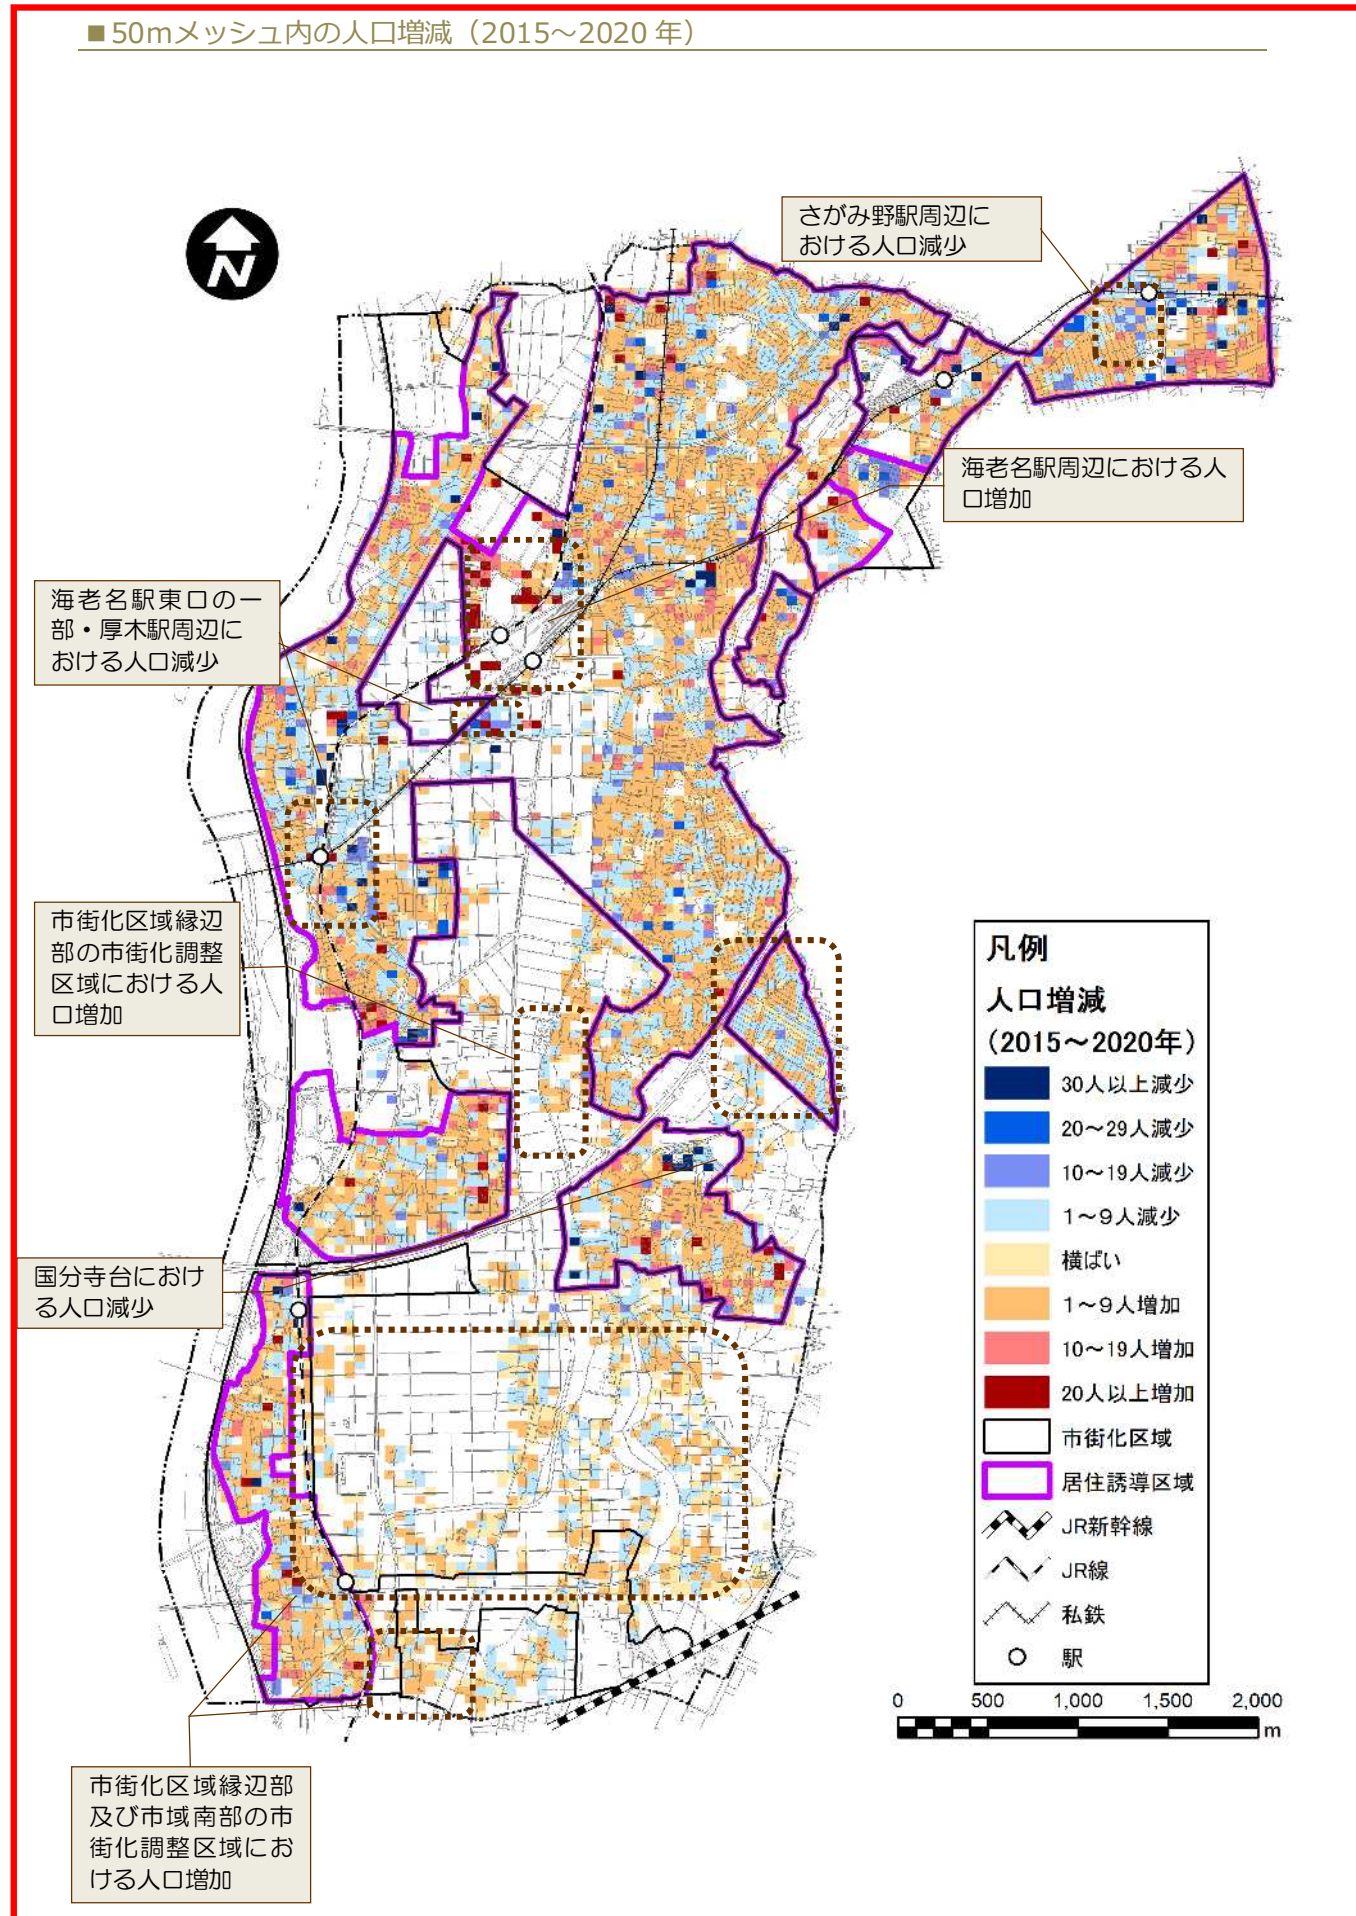 ■50mメッシュ内の人口増減（2015～2020 年）
N
さがみ野駅周辺に
おける人口減少
海老名駅周辺における人
口増加
海老名駅東口の一
部・厚木駅周辺に
おける人口減少
市街化区域縁辺
部の市街化調整
区域における人
口増加
国分寺台におけ
る人口減少
市街化区域縁辺部
及び市域南部の市
街化調整区域にお
ける人口増加
凡例
人口増減
（2015～2020年）
30人以上減少
20～29人減少
10～19人減少
1～9人減少
横ばい
1～9人増加
10～19人増加
20人以上増加
市街化区域
居住誘導区域
JR新幹線
JR線
私鉄
駅
0 500 1,000 1,500 2,000
m